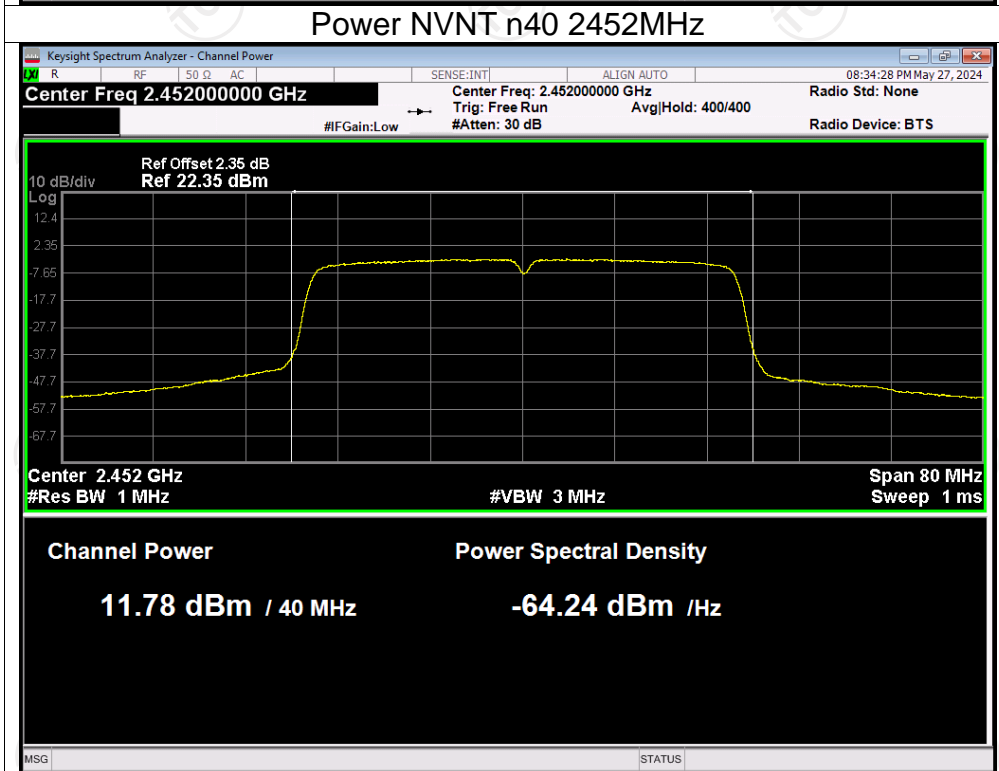 Power NVNT n40 2452MHz
Keysight Spectrum Analyzer - Channel Power
LXI R RF 50 Ω AC SENSE:INT ALIGN AUTO 08:34:28 PM May 27, 2024
Center Freq 2.452000000 GHz Center Freq: 2.452000000 GHz Radio Std: None
Trig: Free Run Avg|Hold: 400/400
#IFGain:Low #Atten: 30 dB Radio Device: BTS
Ref Offset 2.35 dB
10 dB/div Ref 22.35 dBm
Log
12.4
2.35
-7.65
-17.7
-27.7
-37.7
-47.7
-57.7
-67.7
Center 2.452 GHz Span 80 MHz
#Res BW 1 MHz #VBW 3 MHz Sweep 1 ms
Channel Power Power Spectral Density
11.78 dBm / 40 MHz -64.24 dBm /Hz
MSG STATUS